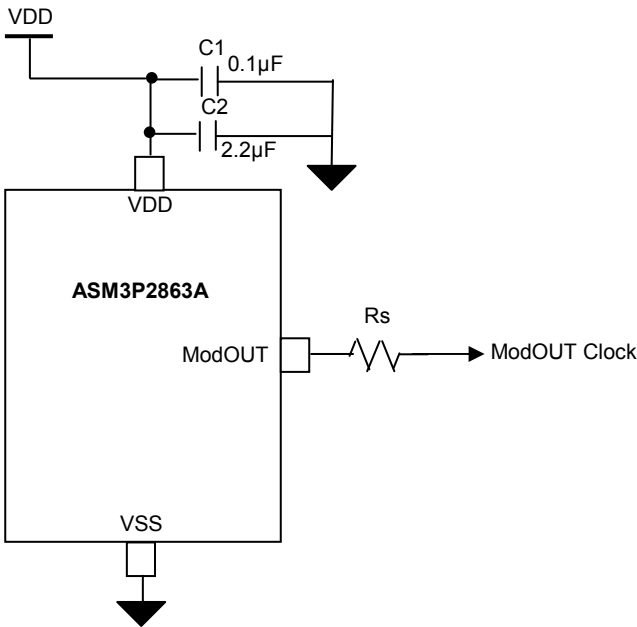 VDD
C1
0.1µF
C2
2.2µF
VDD
ASM3P2863A
Rs
ModOUT
ModOUT Clock
VSS